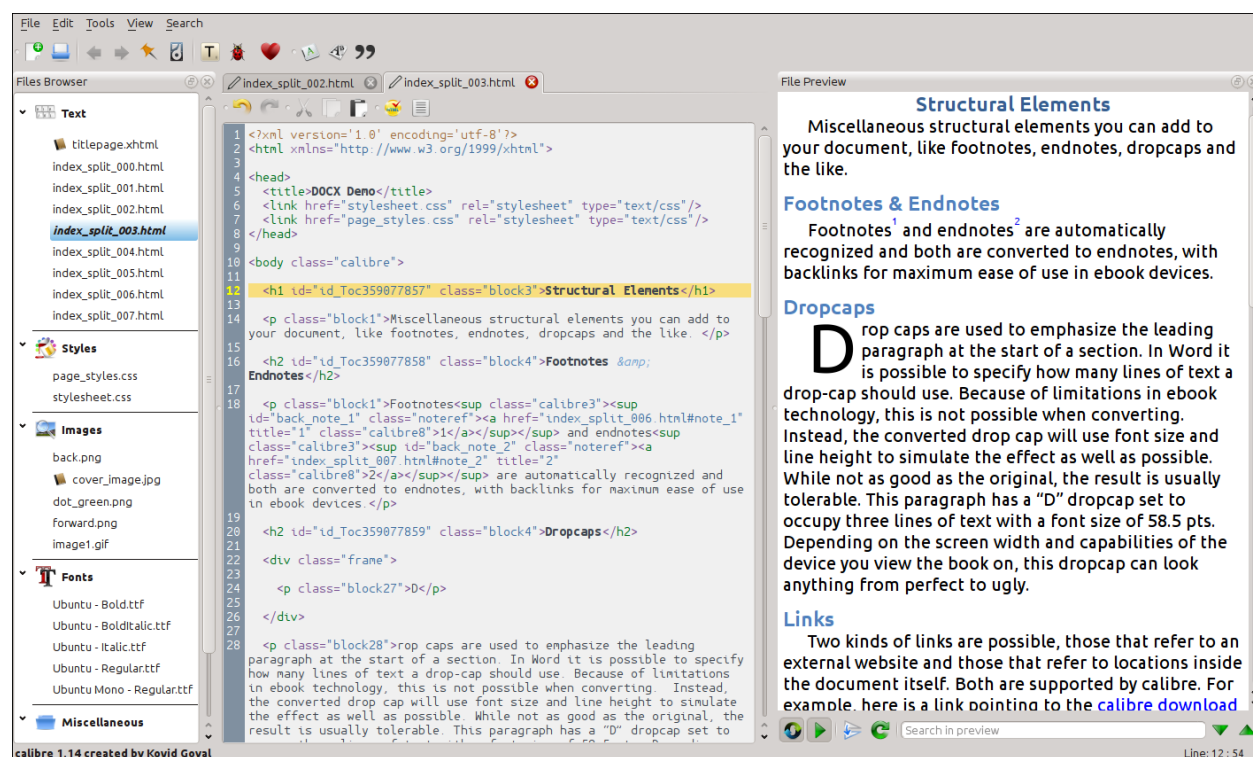 File Edit Tools View Search
Files Browser
Text
titlepage.xhtml
index_split_000.html
index_split_001.html
index_split_002.html
index_split_003.html
index_split_004.html
index_split_005.html
index_split_006.html
index_split_007.html
Styles
page_styles.css
stylesheet.css
Images
back.png
cover_image.jpg
dot_green.png
forward.png
image1.gif
Fonts
Ubuntu - Bold.ttf
Ubuntu - BoldItalic.ttf
Ubuntu - Italic.ttf
Ubuntu - Regular.ttf
Ubuntu Mono - Regular.ttf
Miscellaneous
index_split_002.html index_split_003.html
1 <?xml version='1.0' encoding='utf-8'?>
2 <html xmlns="http://www.w3.org/1999/xhtml">
3
4 <head>
5 <title>DOCX Demo</title>
6 <link href="stylesheet.css" rel="stylesheet" type="text/css"/>
7 <link href="page_styles.css" rel="stylesheet" type="text/css"/>
8 </head>
9
10 <body class="calibre">
11
12 <h1 id="id_Toc359077857" class="block3">Structural Elements</h1>
13
14 <p class="block1">Miscellaneous structural elements you can add to
your document, like footnotes, endnotes, dropcaps and the like. </p>
15
16 <h2 id="id_Toc359077858" class="block4">Footnotes &amp;
Endnotes</h2>
17
18 <p class="block1">Footnotes<sup class="calibre3"><sup
id="back_note_1" class="noteref"><a href="index_split_006.html#note_1"
title="1" class="calibre8">1</a></sup></sup> and endnotes<sup
class="calibre3"><sup id="back_note_2" class="noteref"><a
href="index_split_007.html#note_2" title="2"
class="calibre8">2</a></sup></sup> are automatically recognized and
both are converted to endnotes, with backlinks for maximum ease of use
in ebook devices.</p>
19
20 <h2 id="id_Toc359077859" class="block4">Dropcaps</h2>
21
22 <div class="frame">
23
24 <p class="block27">D</p>
25
26 </div>
27
28 <p class="block28">rop caps are used to emphasize the leading
paragraph at the start of a section. In Word it is possible to specify
how many lines of text a drop-cap should use. Because of limitations
in ebook technology, this is not possible when converting. Instead,
the converted drop cap will use font size and line height to simulate
the effect as well as possible. While not as good as the original, the
result is usually tolerable. This paragraph has a "D" dropcap set to
File Preview
Structural Elements
Miscellaneous structural elements you can add to
your document, like footnotes, endnotes, dropcaps and
the like.
Footnotes & Endnotes
Footnotes1 and endnotes2 are automatically
recognized and both are converted to endnotes, with
backlinks for maximum ease of use in ebook devices.
Dropcaps
Drop caps are used to emphasize the leading
paragraph at the start of a section. In Word it
is possible to specify how many lines of text a
drop-cap should use. Because of limitations in ebook
technology, this is not possible when converting.
Instead, the converted drop cap will use font size and
line height to simulate the effect as well as possible.
While not as good as the original, the result is usually
tolerable. This paragraph has a “D” dropcap set to
occupy three lines of text with a font size of 58.5 pts.
Depending on the screen width and capabilities of the
device you view the book on, this dropcap can look
anything from perfect to ugly.
Links
Two kinds of links are possible, those that refer to an
external website and those that refer to locations inside
the document itself. Both are supported by calibre. For
example, here is a link pointing to the calibre download
Search in preview
calibre 1.14 created by Kovid Goyal
Line: 12 : 54